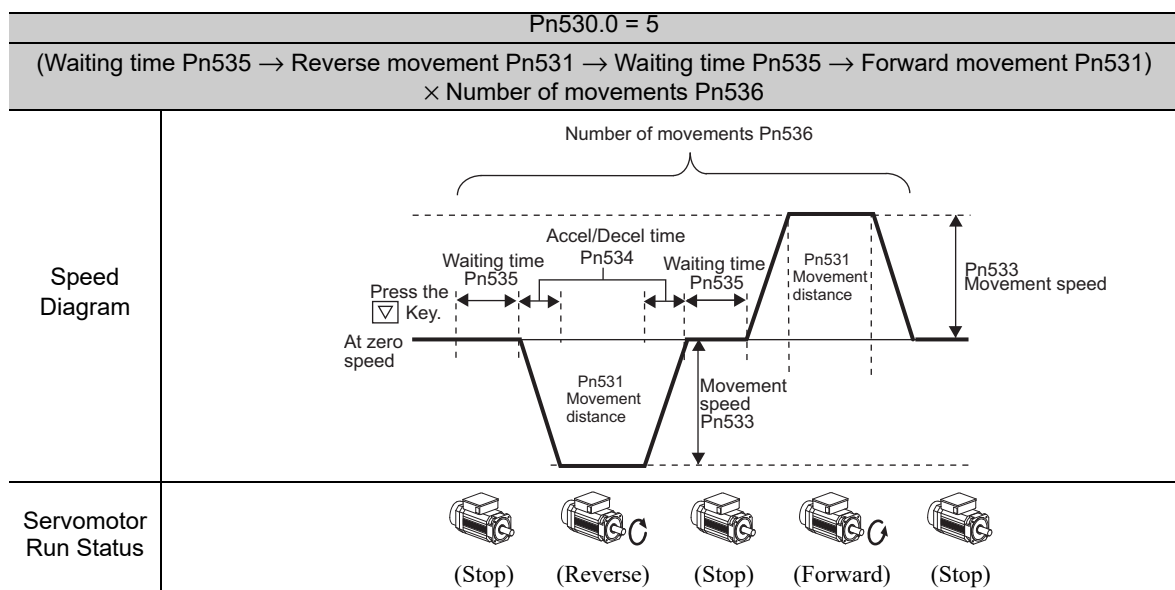 Pn530.0 = 5
(Waiting time Pn535 → Reverse movement Pn531 → Waiting time Pn535 → Forward movement Pn531)
× Number of movements Pn536
Speed
Diagram
Number of movements Pn536
Accel/Decel time
Pn534
Waiting time
Pn535
Waiting time
Pn535
Press the
▽ Key.
At zero
speed
Pn531
Movement
distance
Movement
speed
Pn533
Pn531
Movement
distance
Pn533
Movement speed
Servomotor
Run Status
(Stop) (Reverse) (Stop) (Forward) (Stop)